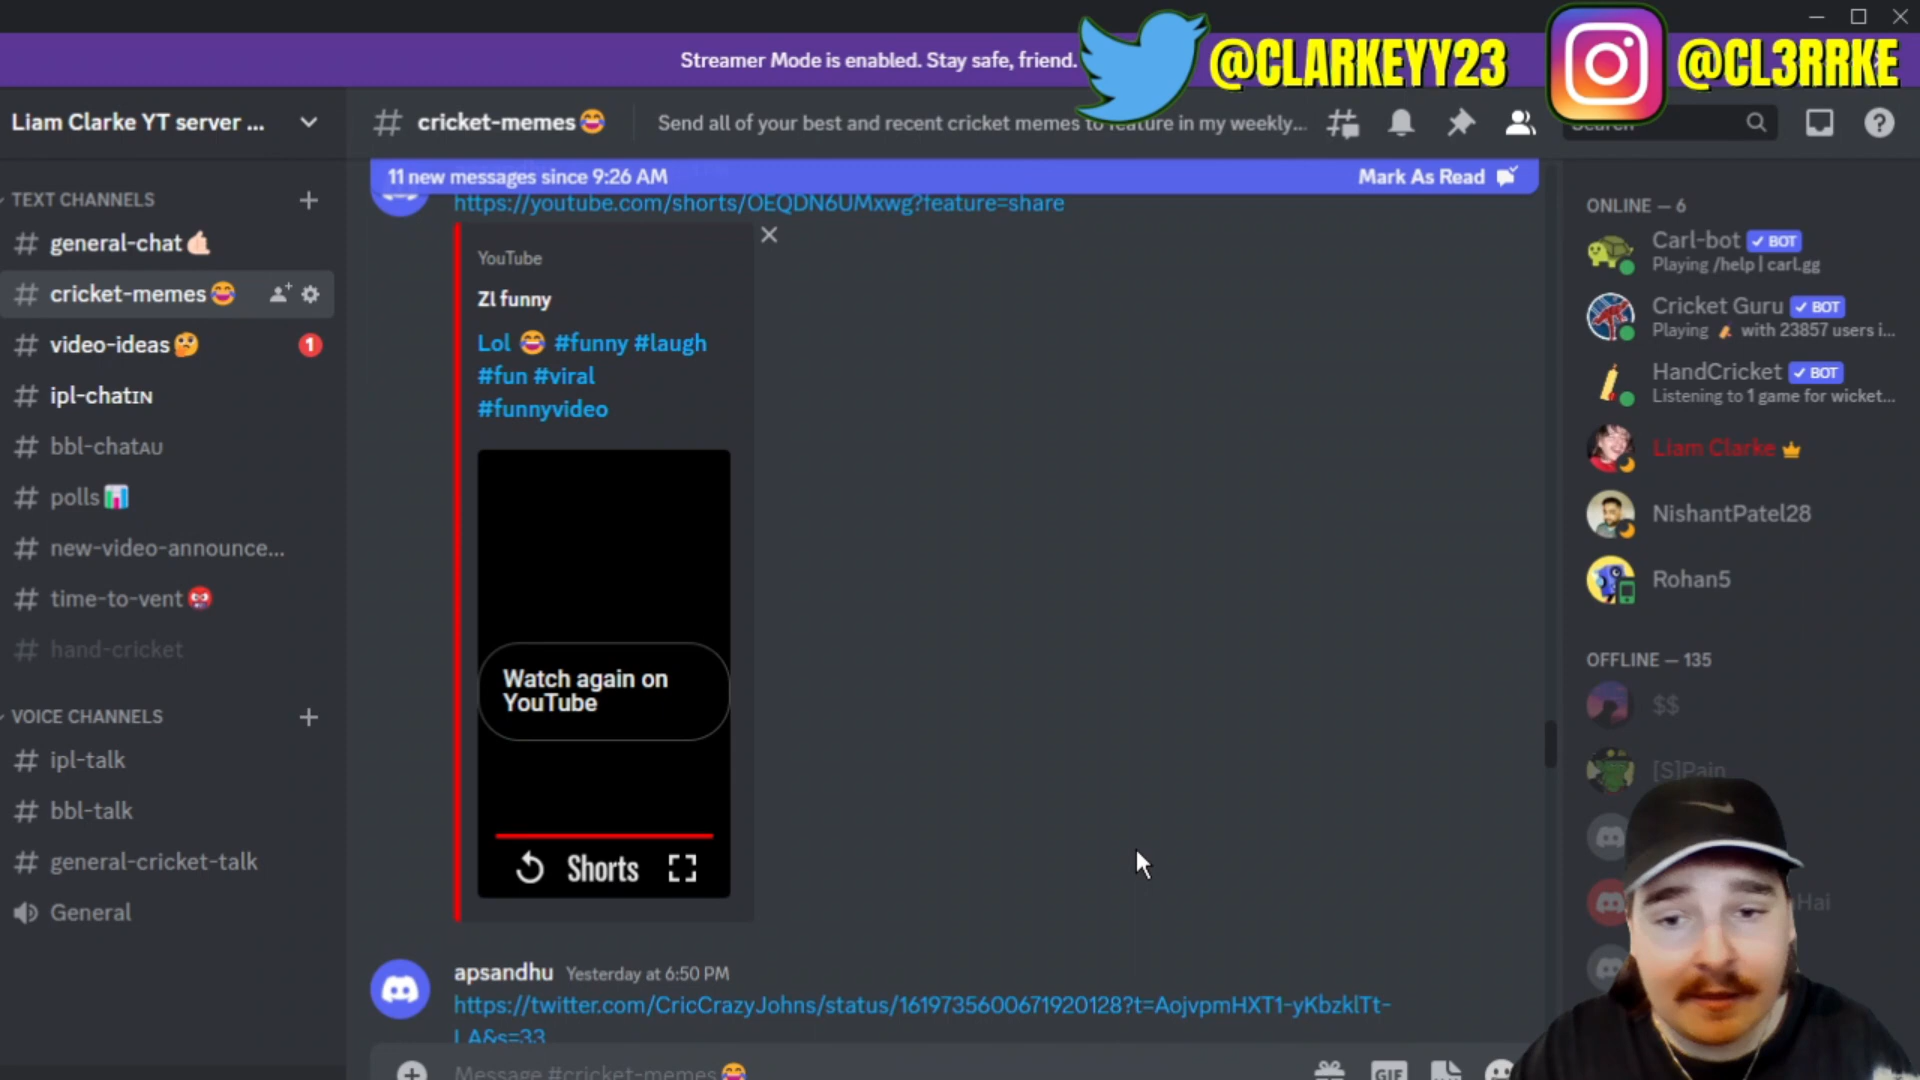 Streamer Mode is enabled. Stay safe, friend.
@CLARKEYY23
@CL3RRKE
Liam Clarke YT server ...
cricket-memes😂
Send all of your best and recent cricket memes to feature in my weekly...
Search
TEXT CHANNELS
general-chat🤙🏻
cricket-memes😂
video-ideas🤔
1
ipl-chatIN
bbl-chatAU
polls📊
new-video-announce...
time-to-vent👹
hand-cricket
VOICE CHANNELS
ipl-talk
bbl-talk
general-cricket-talk
General
11 new messages since 9:26 AM
Mark As Read
https://youtube.com/shorts/OEQDN6UMxwg?feature=share
YouTube
Zl funny
Lol 😂 #funny #laugh
#fun #viral
#funnyvideo
Watch again on
YouTube
Shorts
apsandhu Yesterday at 6:50 PM
https://twitter.com/CricCrazyJohns/status/1619735600671920128?t=AojvpmHXT1-yKbzklTt-
LA&s=33
Message #cricket-memes😂
GIF
ONLINE — 6
Carl-bot ✓ BOT
Playing /help | carl.gg
Cricket Guru ✓ BOT
Playing 🏏 with 23857 users i...
HandCricket ✓ BOT
Listening to 1 game for wicket...
Liam Clarke
NishantPatel28
Rohan5
OFFLINE — 135
$$
[S]Pain
Hai